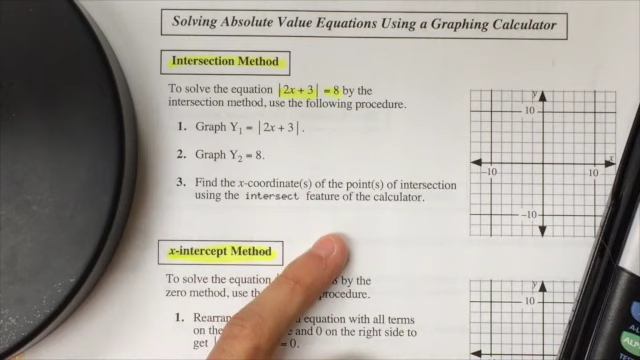 Solving Absolute Value Equations Using a Graphing Calculator
Intersection Method
To solve the equation |2x + 3| = 8 by the
intersection method, use the following procedure.
1. Graph Y₁ = |2x + 3|.
2. Graph Y₂ = 8.
3. Find the x-coordinate(s) of the point(s) of intersection
using the intersect feature of the calculator.
y
10
x
−10
10
−10
x-intercept Method
To solve the equation 8 by the
zero method, use procedure.
1. equation with all terms
on and 0 on the right side to
get = 0.
y
10